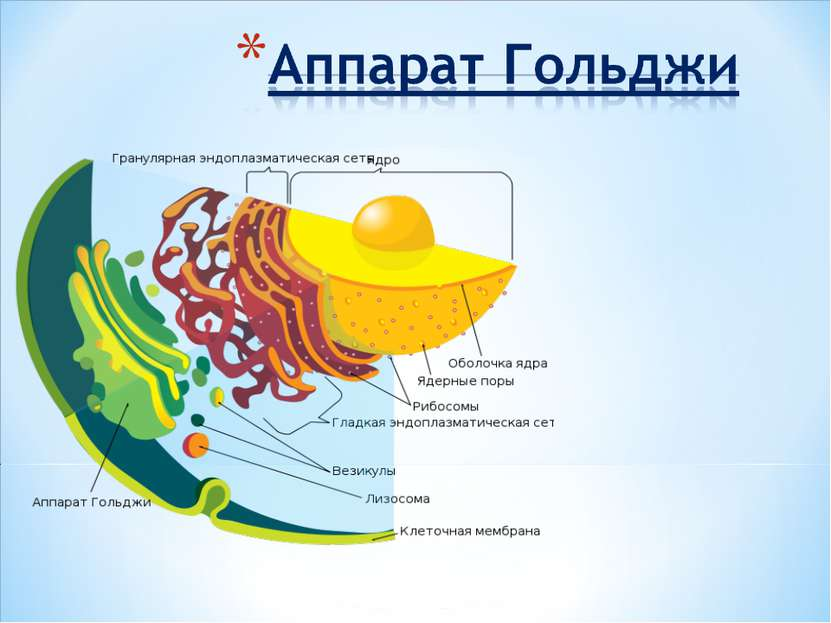 * Аппарат Гольджи
Гранулярная эндоплазматическая сеть
ядро
Оболочка ядра
Ядерные поры
Рибосомы
Гладкая эндоплазматическая сет
Везикулы
Лизосома
Аппарат Гольджи
Клеточная мембрана